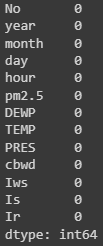 No 0
year 0
month 0
day 0
hour 0
pm2.5 0
DEWP 0
TEMP 0
PRES 0
cbwd 0
Iws 0
Is 0
Ir 0
dtype: int64